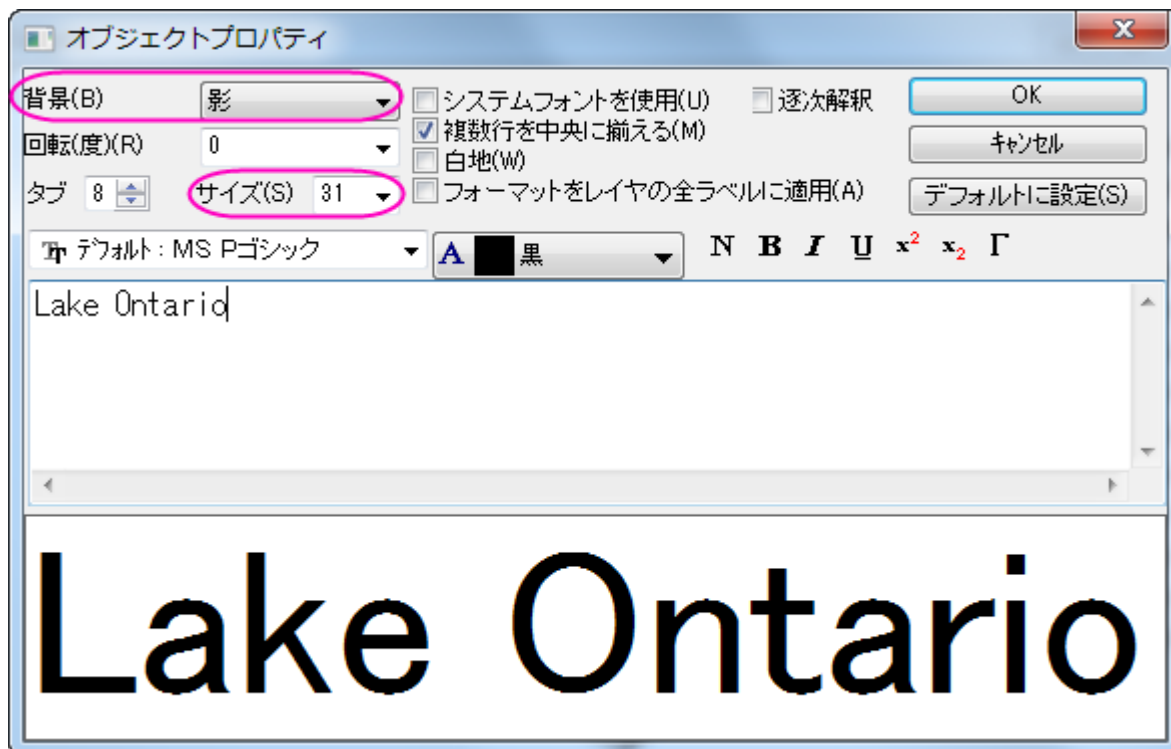 オブジェクトプロパティ
背景(B) 影 システムフォントを使用(U) 逐次解釈 OK
回転(度)(R) 0 複数行を中央に揃える(M) キャンセル
白地(W)
タブ 8 サイズ(S) 31 フォーマットをレイヤの全ラベルに適用(A) デフォルトに設定(S)
デフォルト : MS Pゴシック A 黒 N B I U x² x₂ Γ
Lake Ontario
Lake Ontario